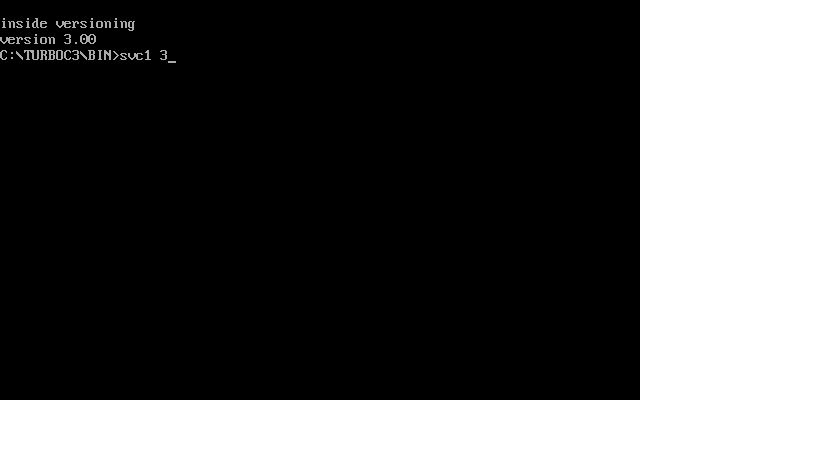 inside versioning
version 3.00
C:\TURBOC3\BIN>svc1 3_